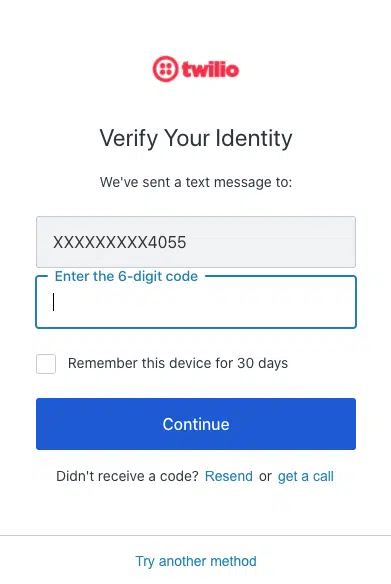 twilio
Verify Your Identity
We've sent a text message to:
XXXXXXXXX4055
Enter the 6-digit code
Remember this device for 30 days
Continue
Didn't receive a code? Resend or get a call
Try another method